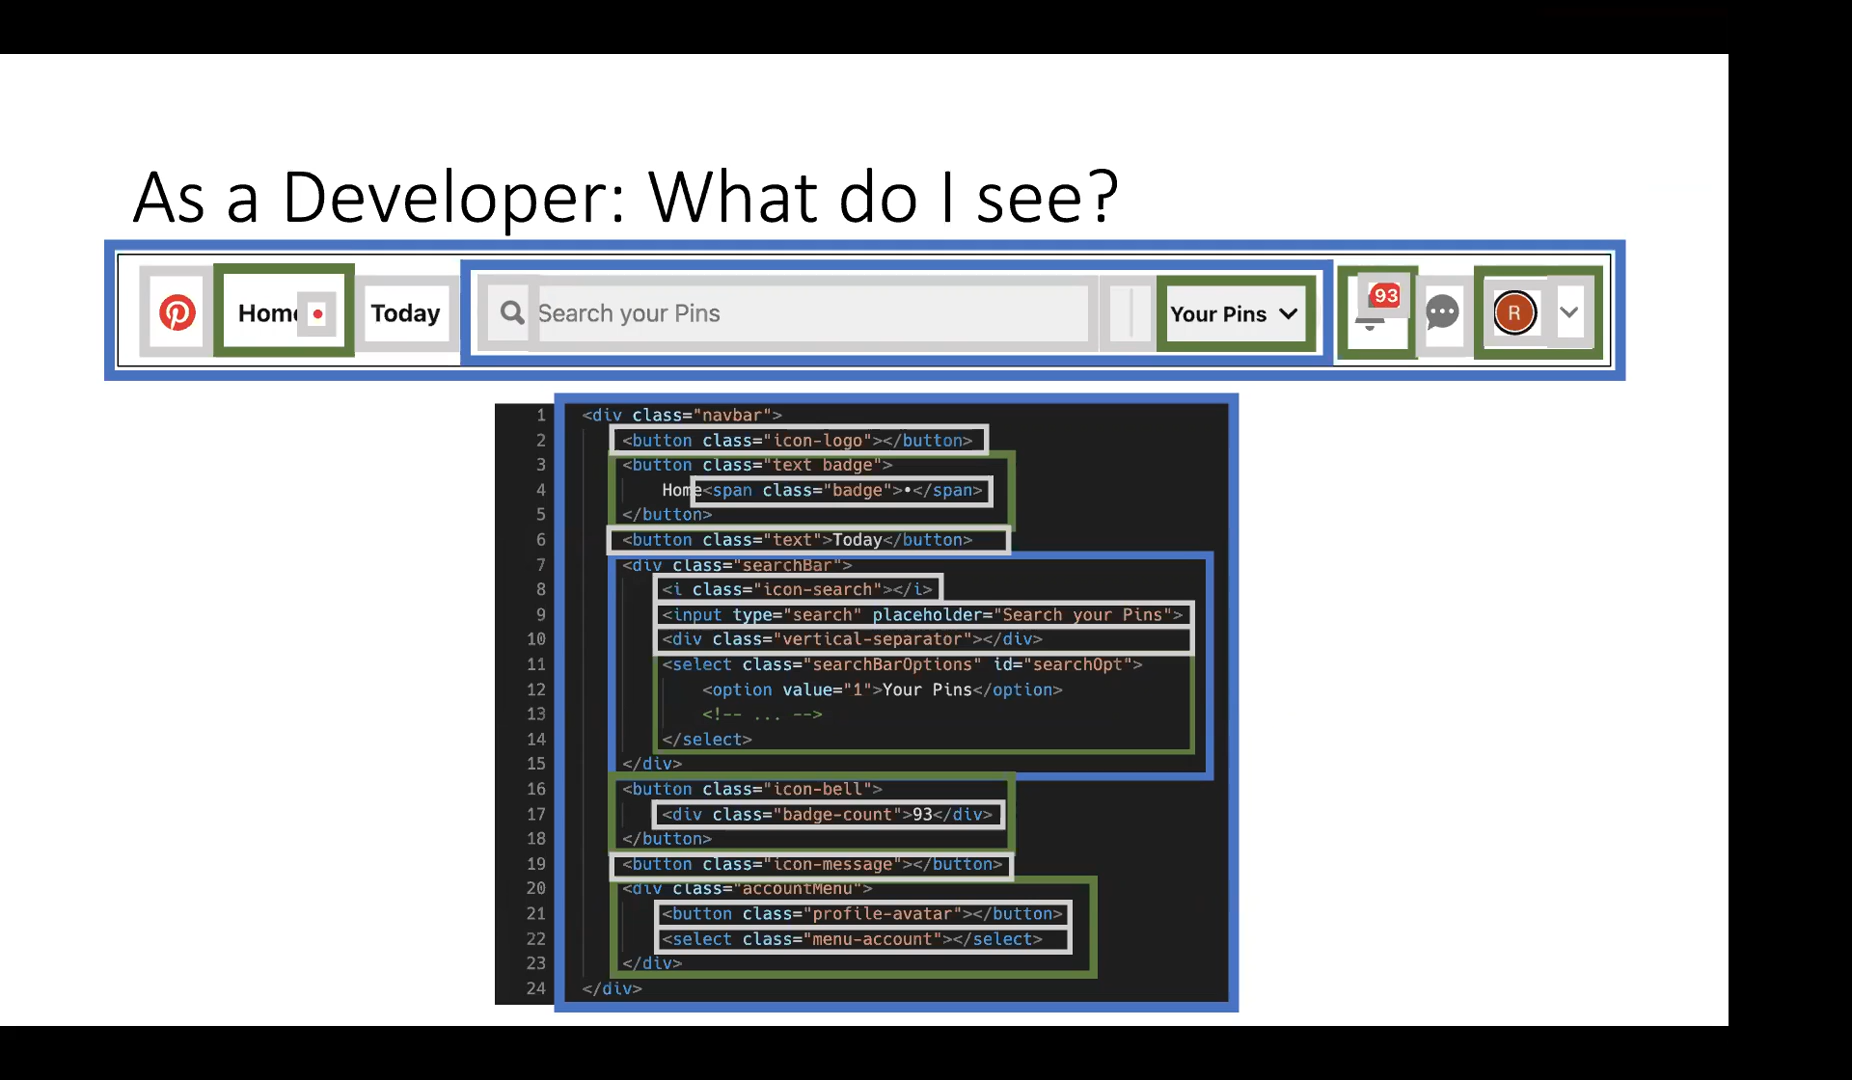 As a Developer: What do I see?
Home • Today Search your Pins Your Pins 93 R
1 <div class="navbar">
2 <button class="icon-logo"></button>
3 <button class="text badge">
4 Home<span class="badge">•</span>
5 </button>
6 <button class="text">Today</button>
7 <div class="searchBar">
8 <i class="icon-search"></i>
9 <input type="search" placeholder="Search your Pins">
10 <div class="vertical-separator"></div>
11 <select class="searchBarOptions" id="searchOpt">
12 <option value="1">Your Pins</option>
13 <!-- ... -->
14 </select>
15 </div>
16 <button class="icon-bell">
17 <div class="badge-count">93</div>
18 </button>
19 <button class="icon-message"></button>
20 <div class="accountMenu">
21 <button class="profile-avatar"></button>
22 <select class="menu-account"></select>
23 </div>
24 </div>